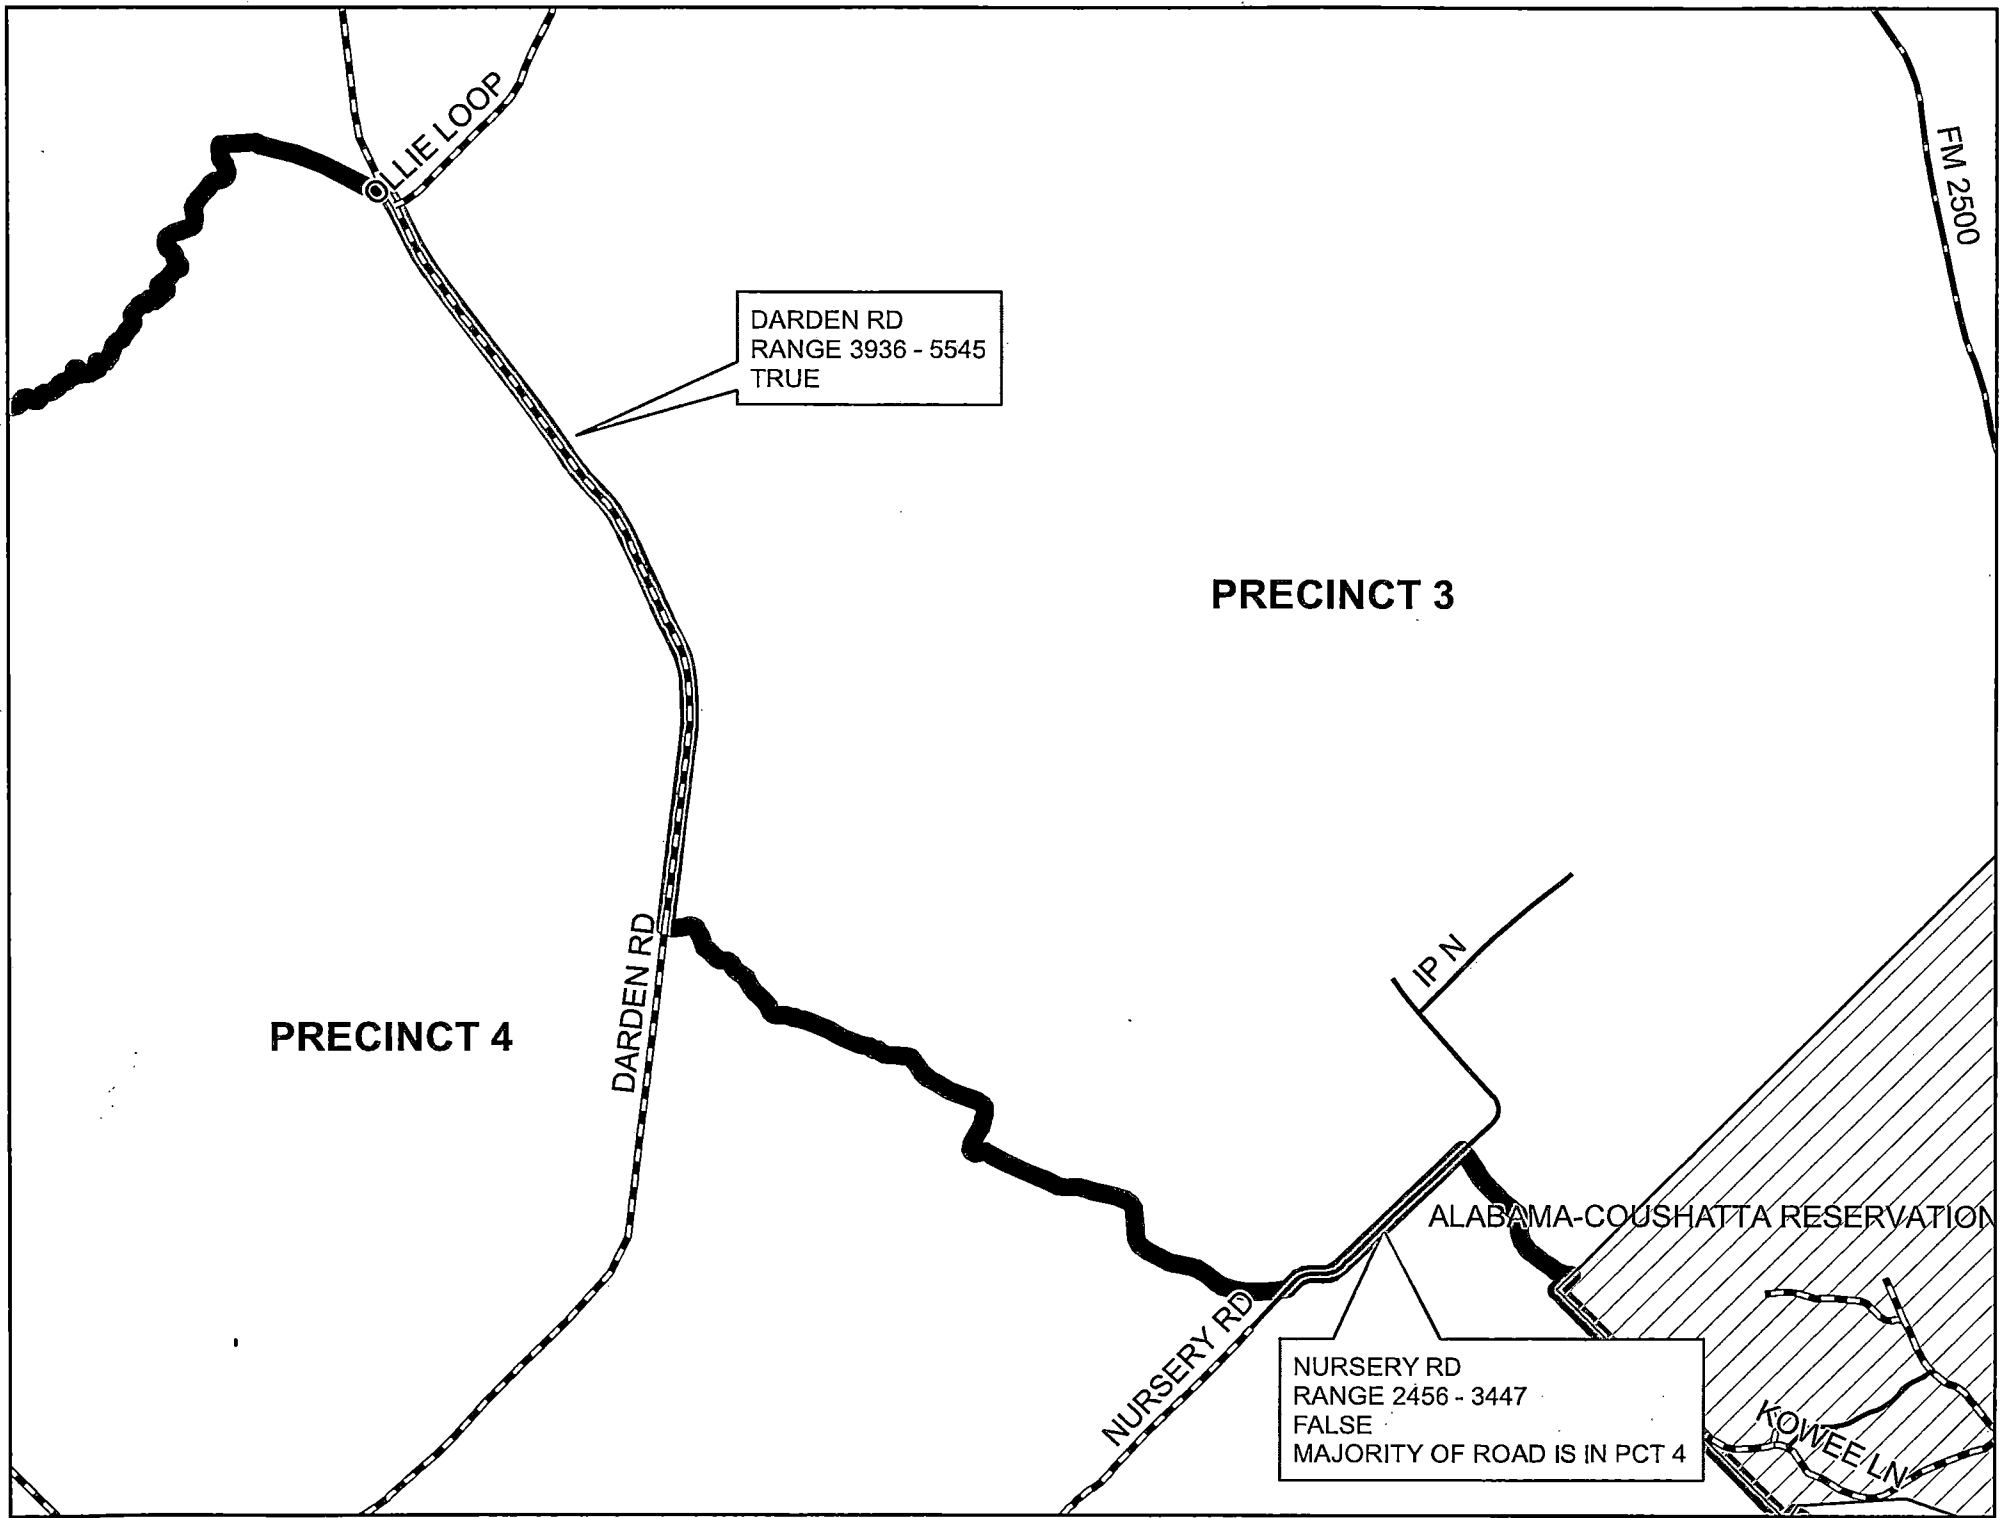 LLIE LOOP
FM 2500
DARDEN RD
RANGE 3936 - 5545
TRUE
PRECINCT 3
IP N
DARDEN RD
PRECINCT 4
ALABAMA-COUSHATTA RESERVATION
NURSERY RD
NURSERY RD
RANGE 2456 - 3447
FALSE
MAJORITY OF ROAD IS IN PCT 4
KOWEE LN